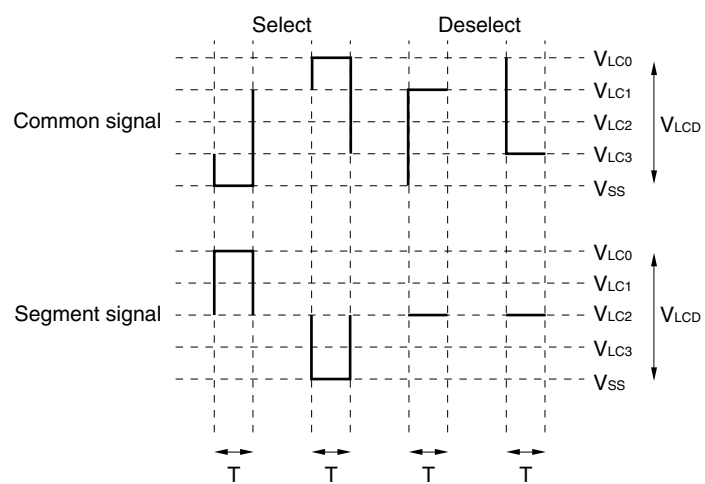 Select Deselect
VLC0
VLC1
Common signal VLC2 VLCD
VLC3
VSS
VLC0
VLC1
Segment signal VLC2 VLCD
VLC3
VSS
T T T T